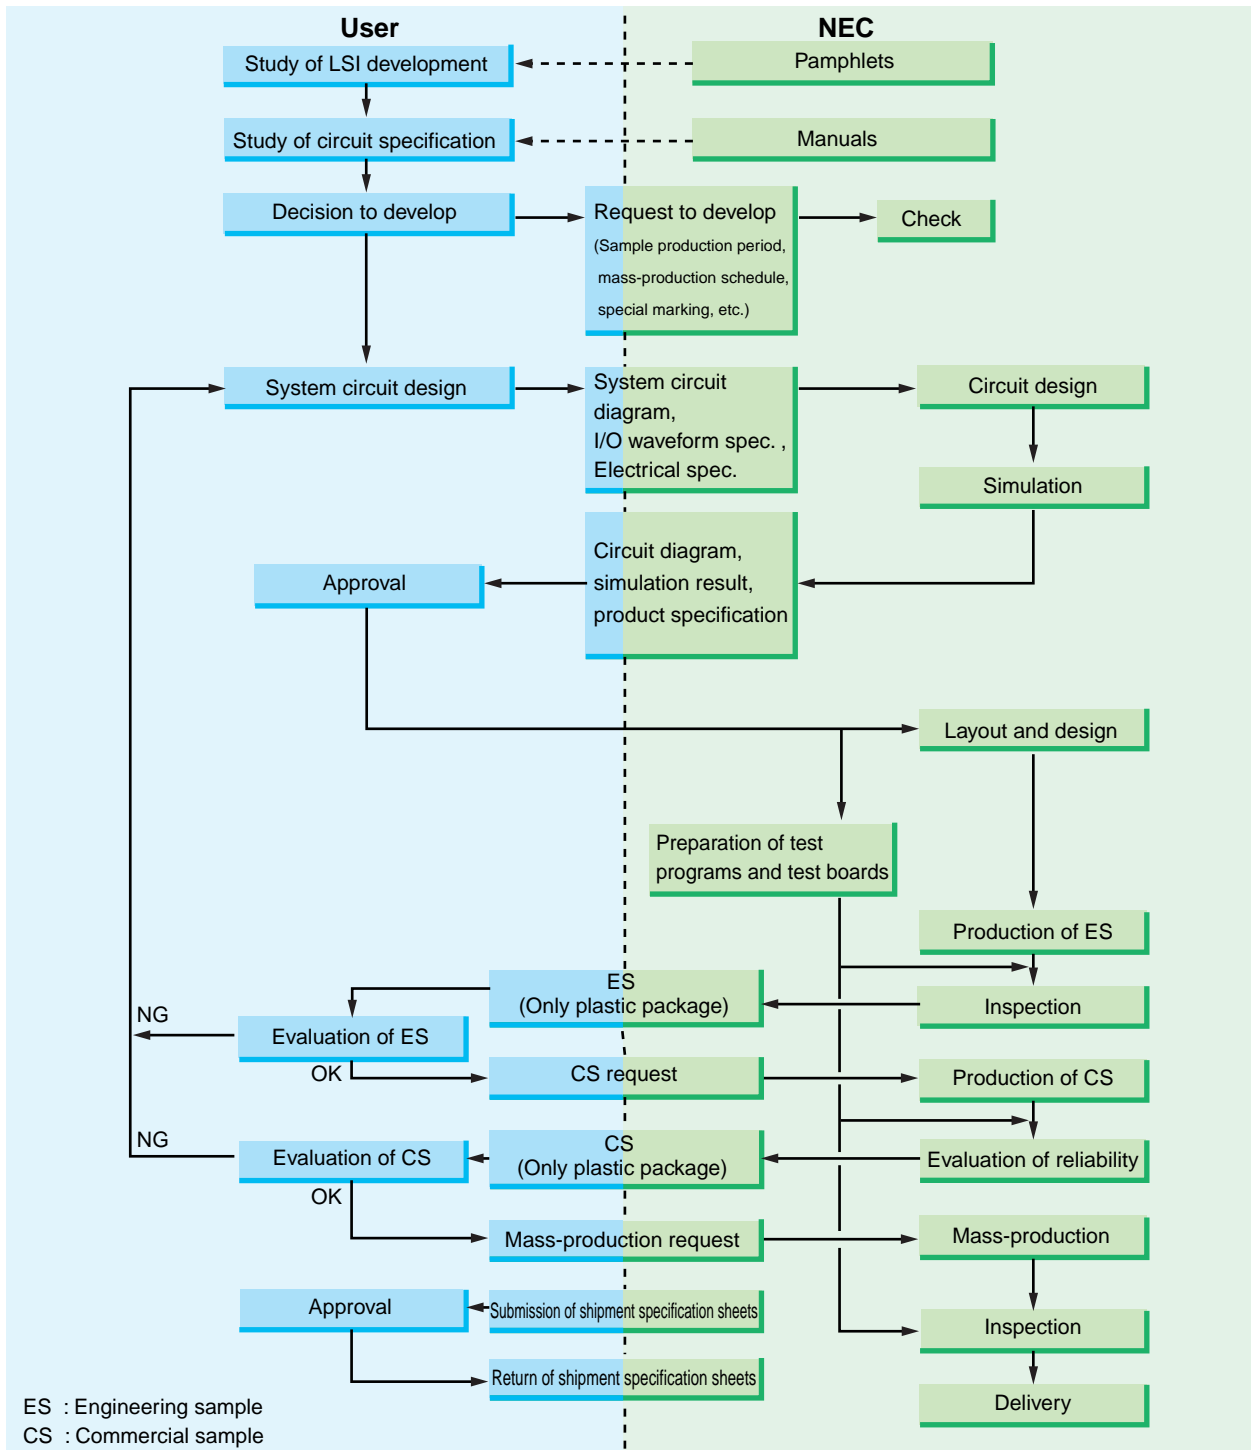 User
NEC
Study of LSI development
Pamphlets
Study of circuit specification
Manuals
Decision to develop
Request to develop
(Sample production period,
mass-production schedule,
special marking, etc.)
Check
System circuit design
System circuit
diagram,
I/O waveform spec. ,
Electrical spec.
Circuit design
Simulation
Circuit diagram,
simulation result,
product specification
Approval
Layout and design
Preparation of test
programs and test boards
Production of ES
ES
(Only plastic package)
Inspection
NG
Evaluation of ES
OK
CS request
Production of CS
NG
Evaluation of CS
CS
(Only plastic package)
Evaluation of reliability
OK
Mass-production request
Mass-production
Approval
Submission of shipment specification sheets
Inspection
Return of shipment specification sheets
Delivery
ES : Engineering sample
CS : Commercial sample